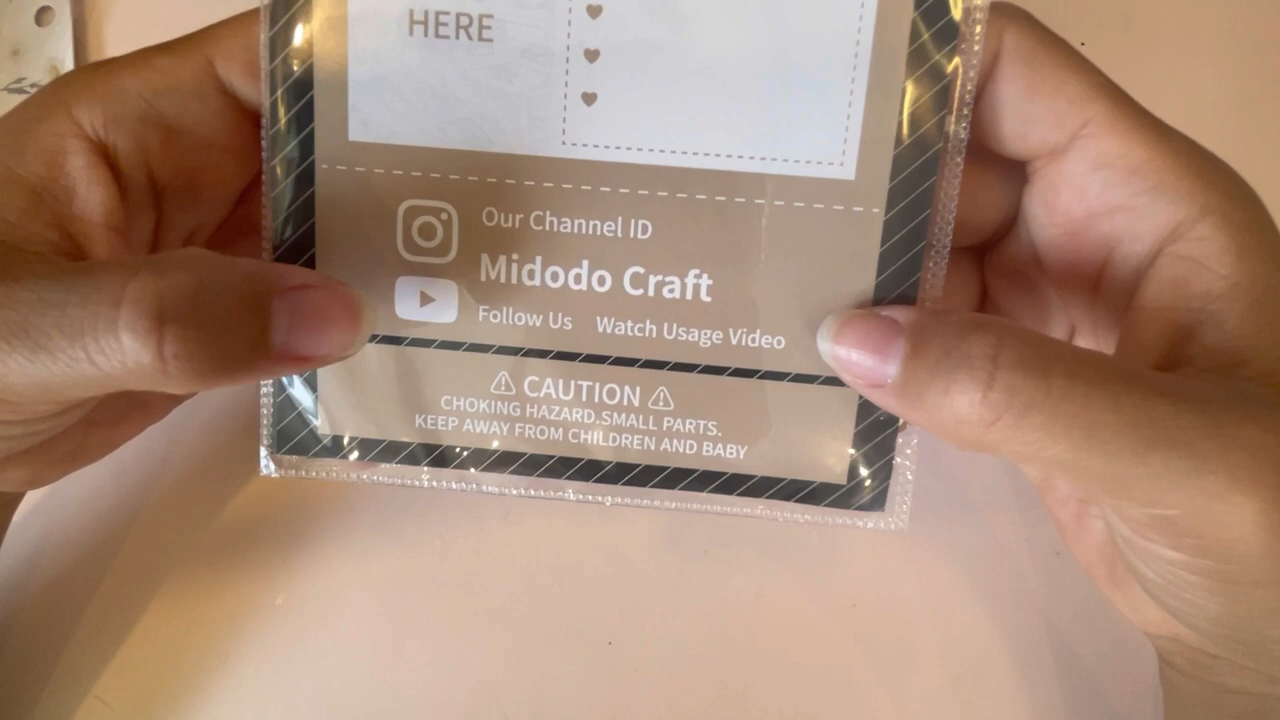 HERE
Our Channel ID
Midodo Craft
Follow Us Watch Usage Video
CAUTION
CHOKING HAZARD.SMALL PARTS.
KEEP AWAY FROM CHILDREN AND BABY